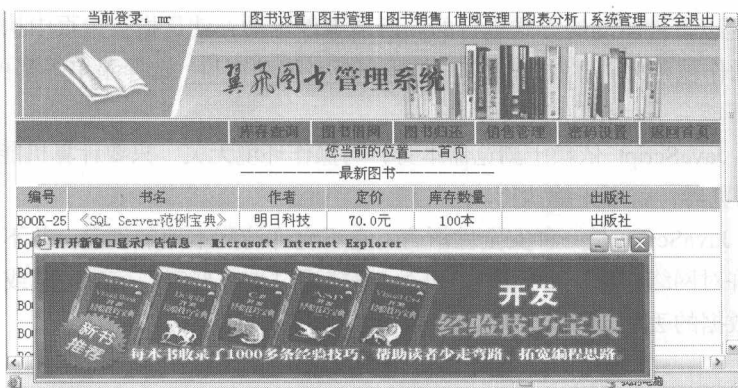 当前登录：mr |图书设置|图书管理|图书销售|借阅管理|图表分析|系统管理|安全退出
翼飞图书管理系统
库存查询 图书借阅 图书归还 销售管理 密码设置 返回首页
您当前的位置——首页
——————最新图书——————
编号 书名 作者 定价 库存数量 出版社
BOOK-25 《SQL Server范例宝典》 明日科技 70.0元 100本 出版社
打开新窗口显示广告信息 - Microsoft Internet Explorer
新书推荐
开发
经验技巧宝典
每本书收录了1000多条经验技巧，帮助读者少走弯路、拓宽编程思路
我的电脑